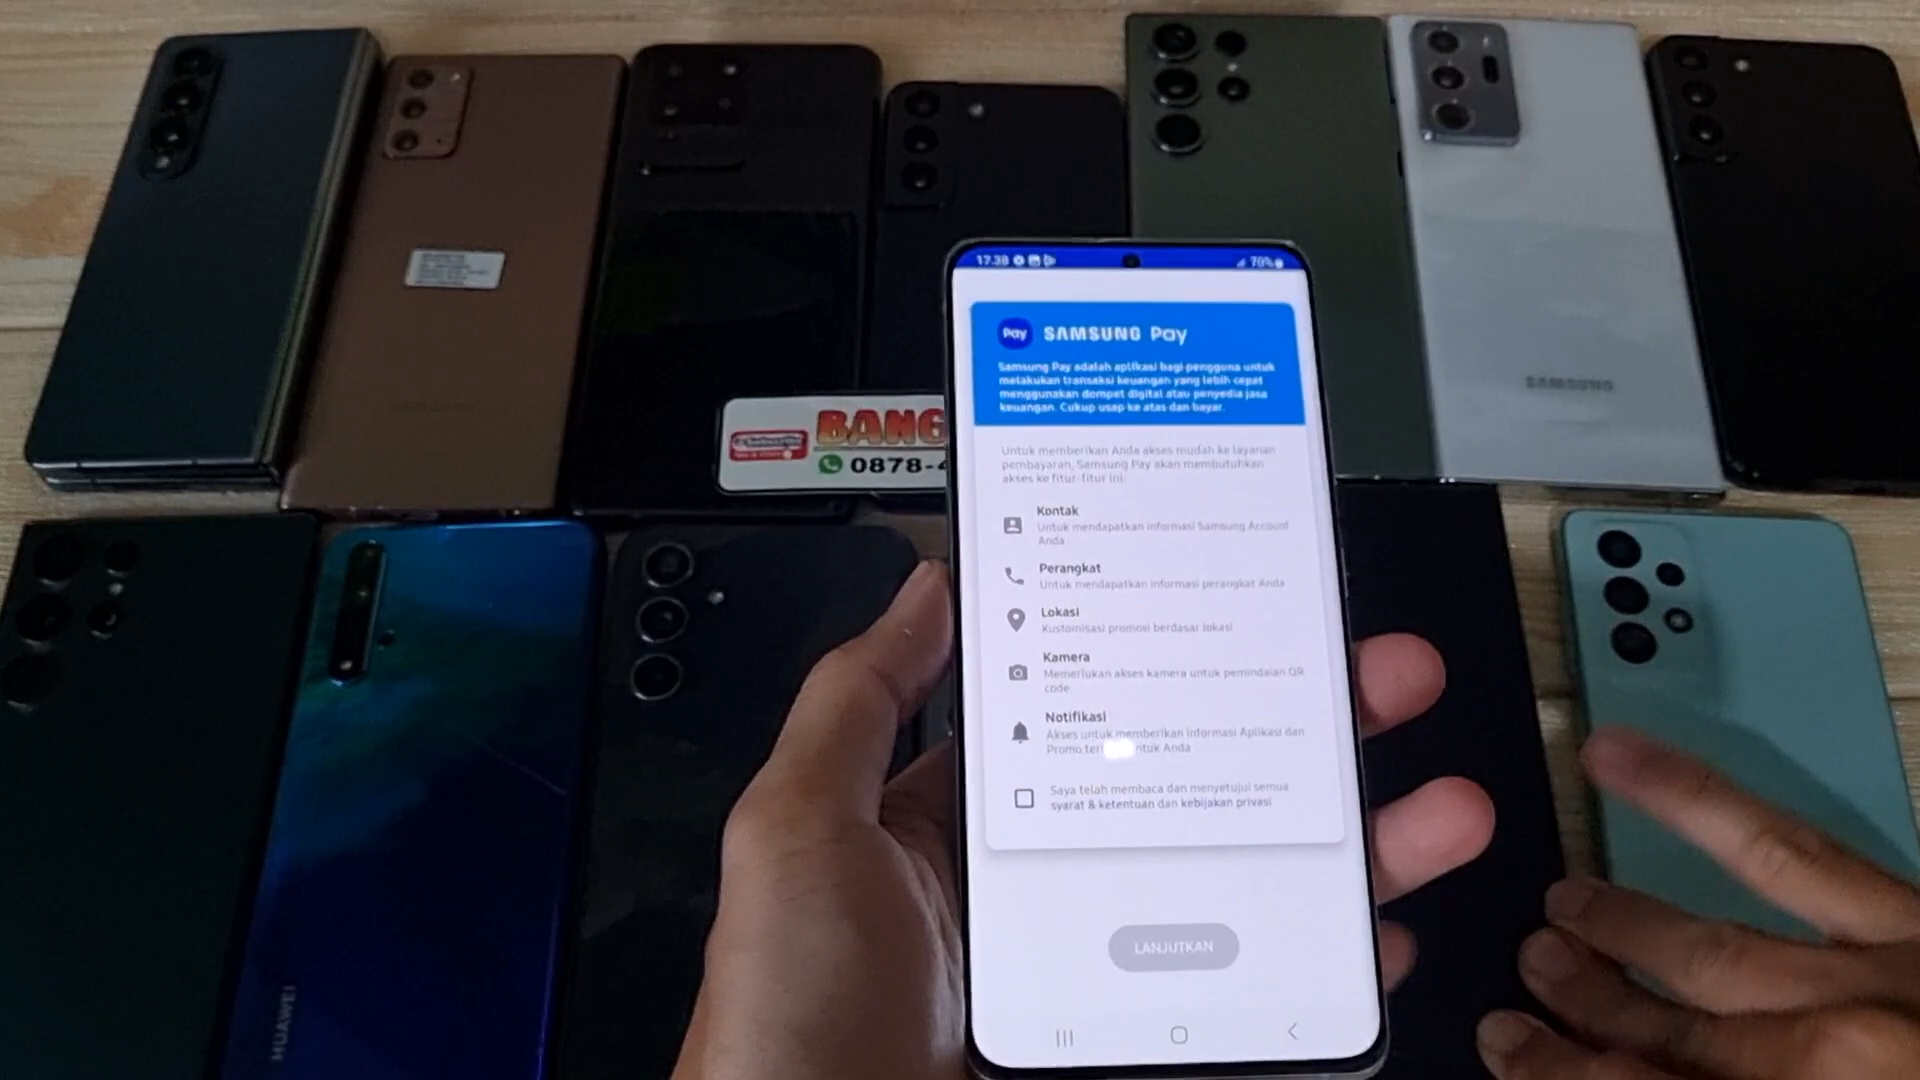 17.38
70%
Pay SAMSUNG Pay
Samsung Pay adalah aplikasi bagi pengguna untuk
melakukan transaksi keuangan yang lebih cepat
menggunakan dompet digital atau penyedia jasa
keuangan. Cukup usap ke atas dan bayar.
Untuk memberikan Anda akses mudah ke layanan
pembayaran, Samsung Pay akan membutuhkan
akses ke fitur-fitur ini.
Kontak
Untuk mendapatkan informasi Samsung Account
Anda
Perangkat
Untuk mendapatkan informasi perangkat Anda
Lokasi
Kustomisasi promosi berdasar lokasi
Kamera
Memerlukan akses kamera untuk pemindaian QR
code
Notifikasi
Akses untuk memberikan informasi Aplikasi dan
Promo untuk Anda
Saya telah membaca dan menyetujui semua
syarat & ketentuan dan kebijakan privasi
LANJUTKAN
BANG
Subscribe
0878-4
SAMSUNG
HUAWEI